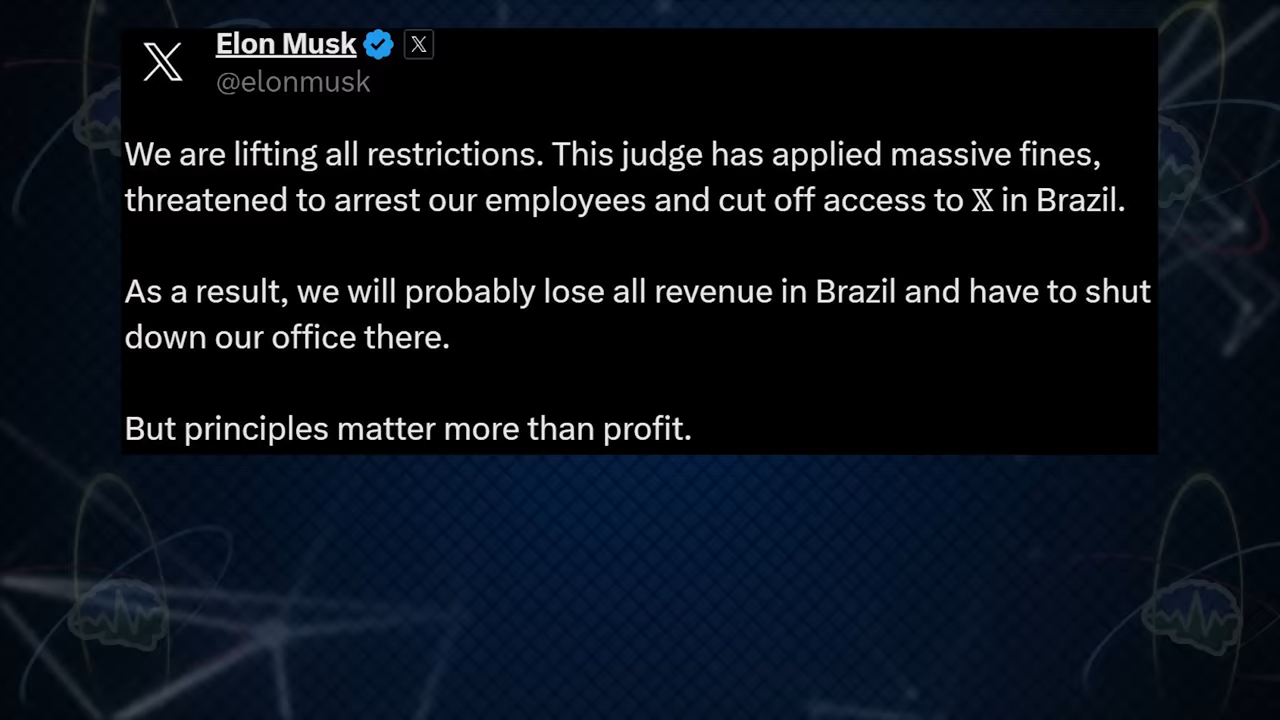 Elon Musk
@elonmusk
We are lifting all restrictions. This judge has applied massive fines,
threatened to arrest our employees and cut off access to 𝕏 in Brazil.
As a result, we will probably lose all revenue in Brazil and have to shut
down our office there.
But principles matter more than profit.